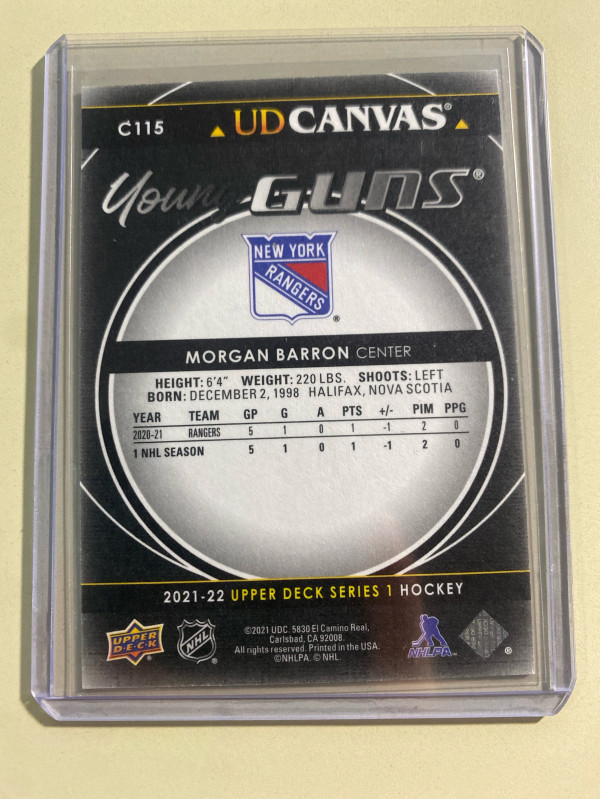 C115
UD CANVAS®
Young GUNS®
NEW YORK
RANGERS
®
MORGAN BARRON CENTER
HEIGHT: 6'4" WEIGHT: 220 LBS. SHOOTS: LEFT
BORN: DECEMBER 2, 1998 HALIFAX, NOVA SCOTIA
YEAR TEAM GP G A PTS +/- PIM PPG
2020-21 RANGERS 5 1 0 1 -1 2 0
1 NHL SEASON 5 1 0 1 -1 2 0
2021-22 UPPER DECK SERIES 1 HOCKEY
UPPER DECK
NHL
©2021 UDC. 5830 El Camino Real,
Carlsbad, CA 92008.
All rights reserved. Printed in the USA.
©NHLPA. © NHL.
NHLPA
®